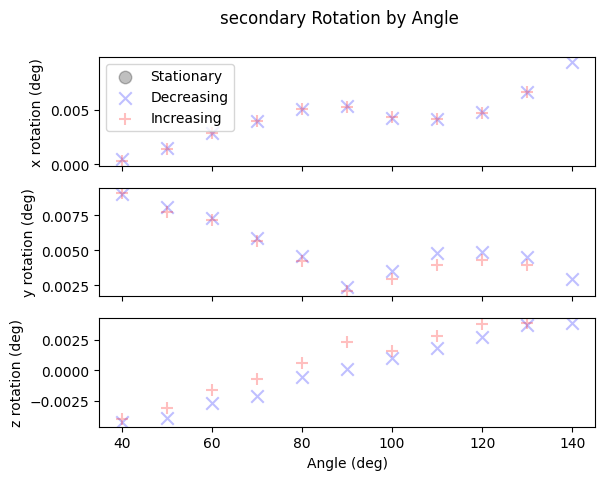 secondary Rotation by Angle
x rotation (deg)
0.005
0.000
Stationary
Decreasing
Increasing
y rotation (deg)
0.0075
0.0050
0.0025
z rotation (deg)
0.0025
0.0000
−0.0025
40 60 80 100 120 140
Angle (deg)